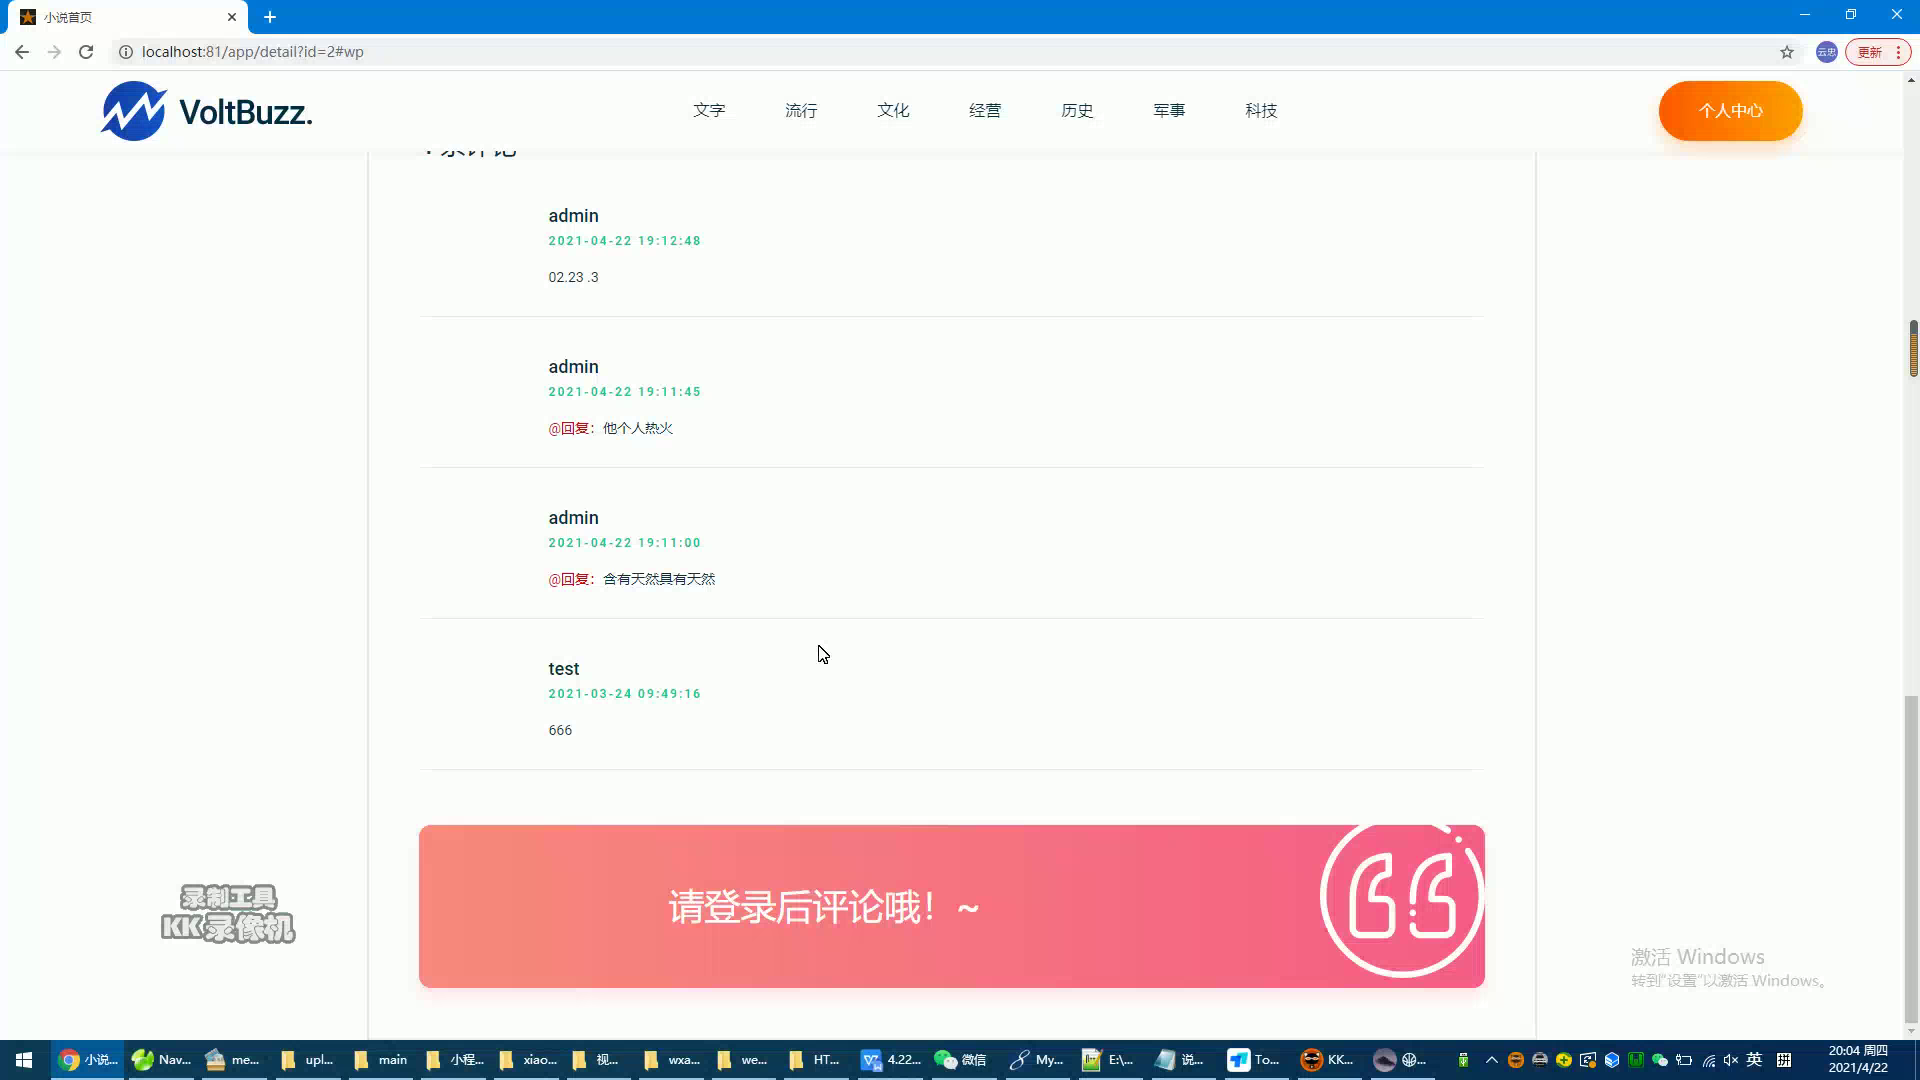 小说首页
localhost:81/app/detail?id=2#wp
更新
VoltBuzz.
文字
流行
文化
经营
历史
军事
科技
个人中心
条评论
admin
2021-04-22 19:12:48
02.23 .3
admin
2021-04-22 19:11:45
@回复：他个人热火
admin
2021-04-22 19:11:00
@回复：含有天然具有天然
test
2021-03-24 09:49:16
666
请登录后评论哦！~
录制工具
KK录像机
激活 Windows
转到"设置"以激活 Windows。
小说...
Nav...
me...
upl...
main
小程...
xiao...
视...
wxa...
we...
HT...
4.22...
微信
My...
E:\...
说...
To...
KK...
英
20:04 周四
2021/4/22